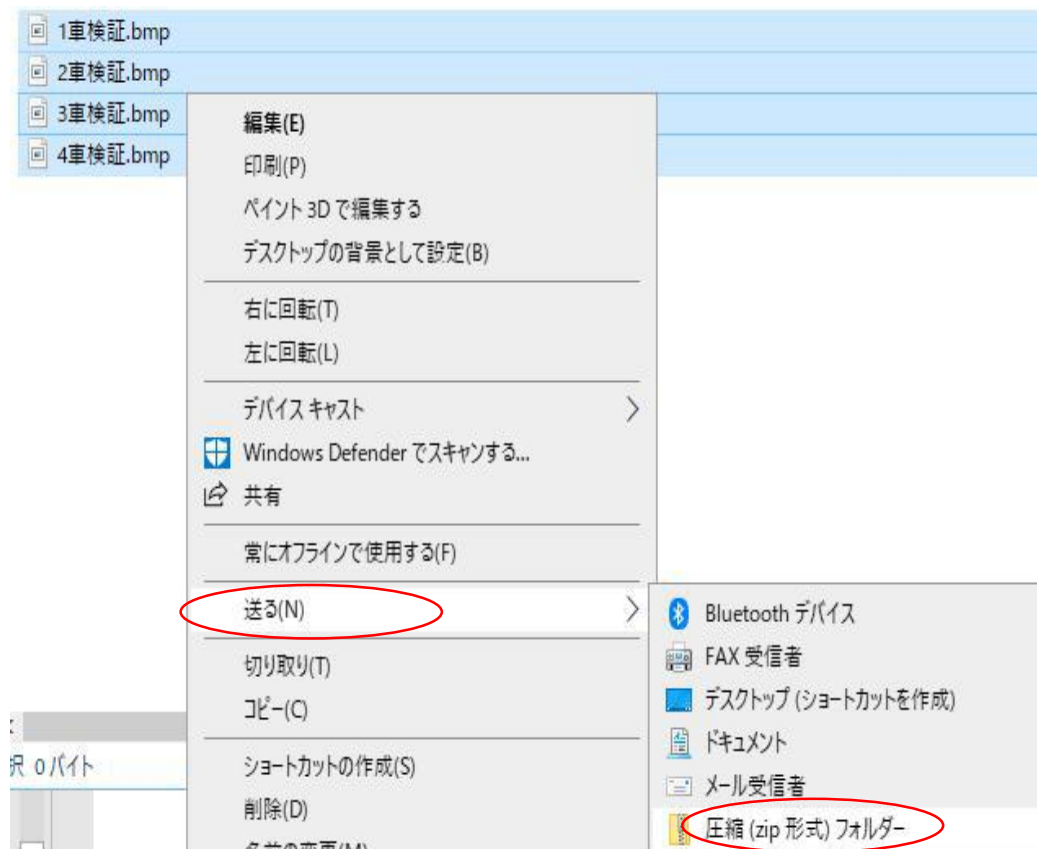 1車検証.bmp
2車検証.bmp
3車検証.bmp
4車検証.bmp
編集(E)
印刷(P)
ペイント 3D で編集する
デスクトップの背景として設定(B)
右に回転(T)
左に回転(L)
デバイス キャスト
Windows Defender でスキャンする...
共有
常にオフラインで使用する(F)
送る(N)
切り取り(T)
コピー(C)
ショートカットの作成(S)
削除(D)
名前の変更(M)
Bluetooth デバイス
FAX 受信者
デスクトップ (ショートカットを作成)
ドキュメント
メール受信者
圧縮 (zip 形式) フォルダー
択 0 バイト